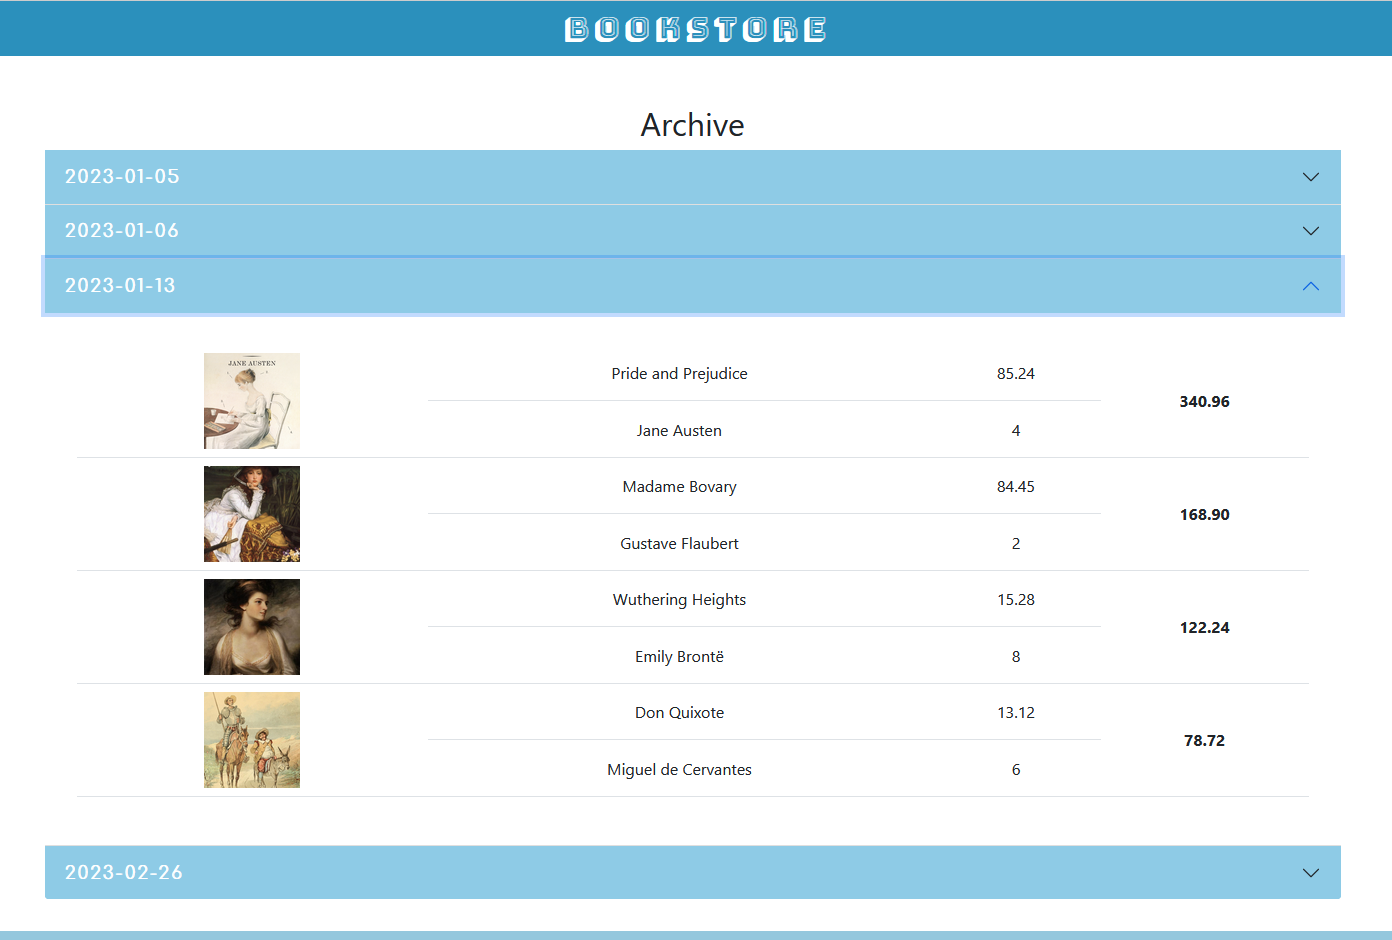 BOOKSTORE
Archive
2023-01-05
2023-01-06
2023-01-13
JANE AUSTEN
Pride and Prejudice 85.24
340.96
Jane Austen 4
Madame Bovary 84.45
168.90
Gustave Flaubert 2
Wuthering Heights 15.28
122.24
Emily Brontë 8
Don Quixote 13.12
78.72
Miguel de Cervantes 6
2023-02-26